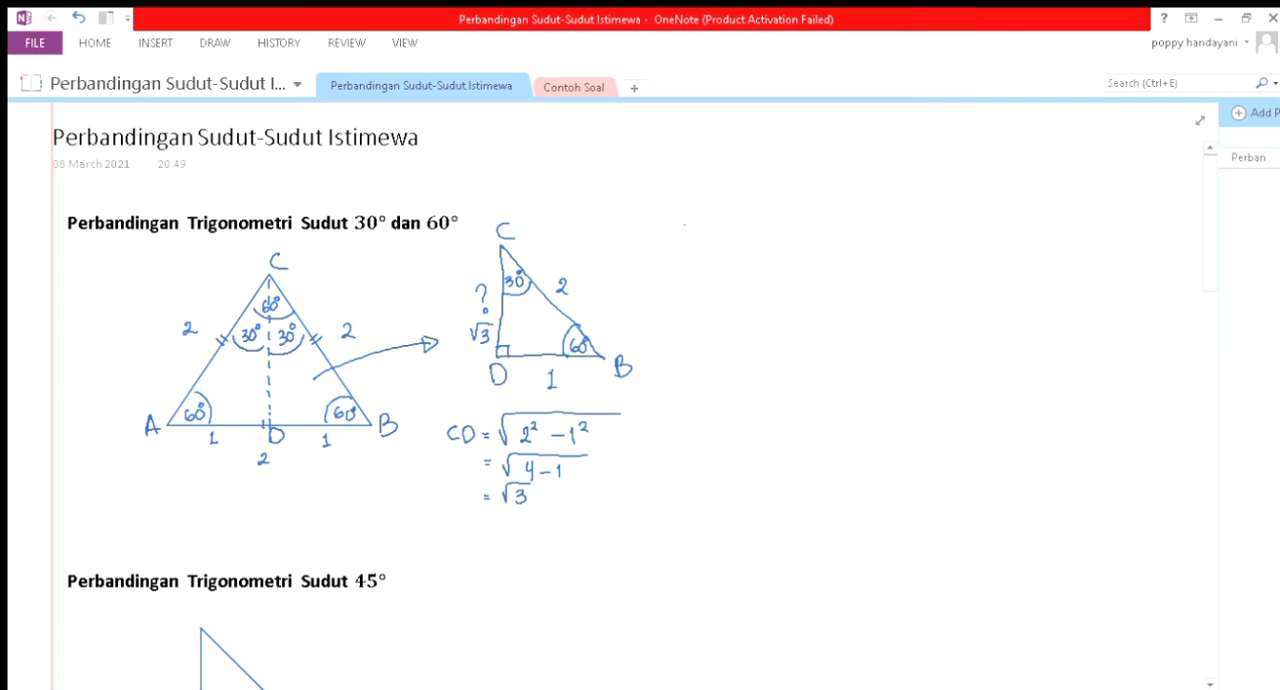 Perbandingan Sudut-Sudut Istimewa - OneNote (Product Activation Failed)
FILE HOME INSERT DRAW HISTORY REVIEW VIEW
poppy handayani
Perbandingan Sudut-Sudut I...
Perbandingan Sudut-Sudut Istimewa
Contoh Soal
Search (Ctrl+E)
Add P
Perbandingan Sudut-Sudut Istimewa
08 March 2021 20:49
Perban
Perbandingan Trigonometri Sudut 30° dan 60°
C
60°
30° 30°
2
2
A
60°
60°
B
1
D
1
2
C
30°
2
?
√3
60°
D
1
B
CD = √2² - 1²
= √4 - 1
= √3
Perbandingan Trigonometri Sudut 45°